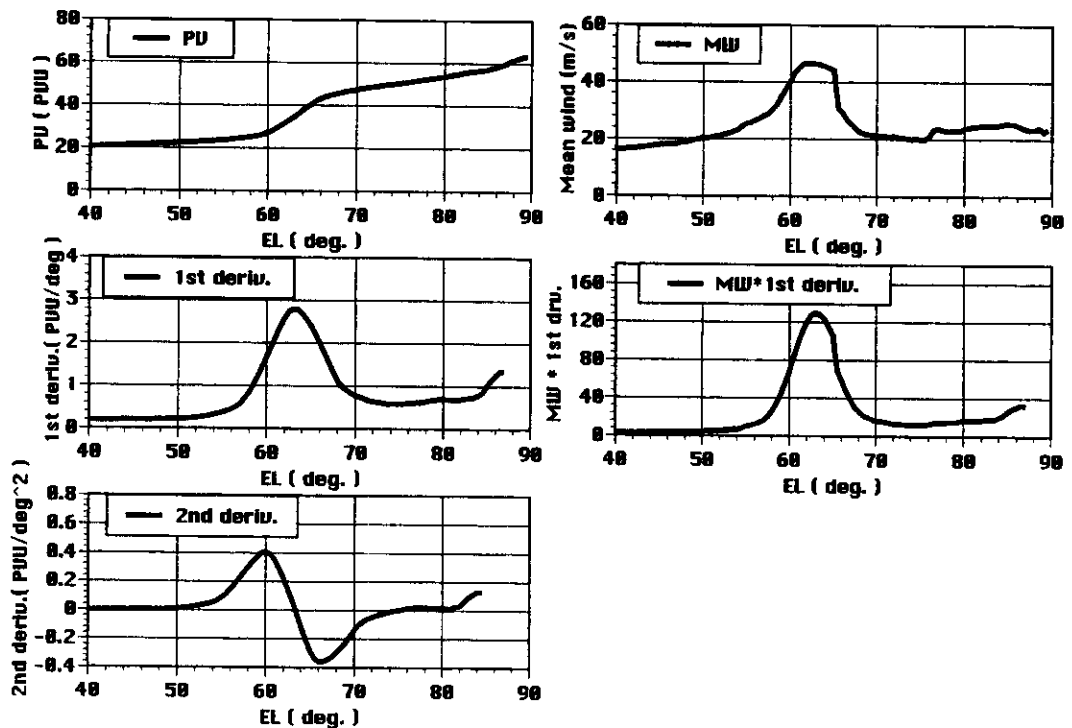 80
60
40
20
0
PV ( PVU )
PV
40 50 60 70 80 90
EL ( deg. )
60
40
20
0
Mean wind (m/s)
MW
40 50 60 70 80 90
EL ( deg. )
4
3
2
1
0
1st deriv.( PVU/deg)
1st deriv.
40 50 60 70 80 90
EL ( deg. )
160
120
80
40
0
MW * 1st drv.
MW*1st deriv.
40 50 60 70 80 90
EL ( deg. )
0.8
0.6
0.4
0.2
0
-0.2
-0.4
2nd deriv.( PVU/deg^2 )
2nd deriv.
40 50 60 70 80 90
EL ( deg. )